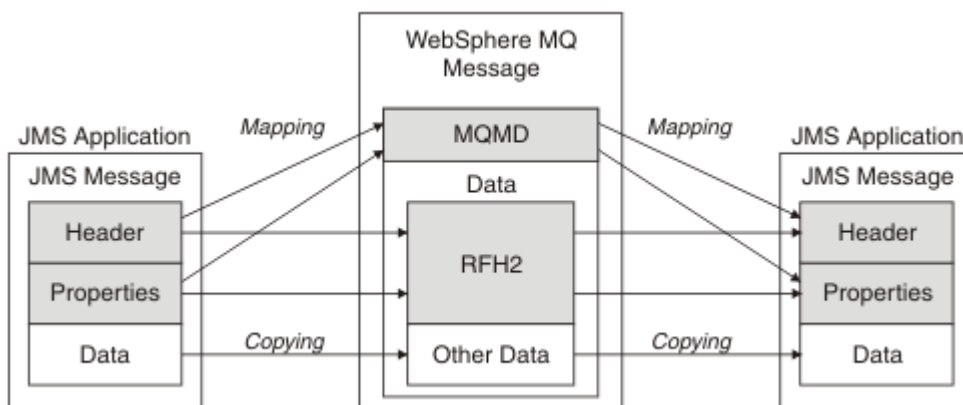 WebSphere MQ
Message
JMS Application
JMS Message
Header
Properties
Data
Mapping
Copying
MQMD
Data
RFH2
Other Data
Mapping
Copying
JMS Application
JMS Message
Header
Properties
Data